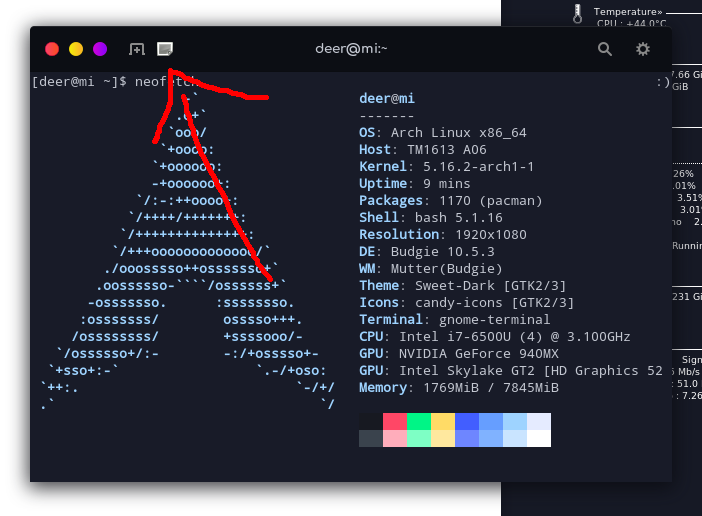 Temperature»
CPU : +44.0°C
deer@mi:~
[deer@mi ~]$ neofetch :)
deer@mi
-------
OS: Arch Linux x86_64
Host: TM1613 A06
Kernel: 5.16.2-arch1-1
Uptime: 9 mins
Packages: 1170 (pacman)
Shell: bash 5.1.16
Resolution: 1920x1080
DE: Budgie 10.5.3
WM: Mutter(Budgie)
Theme: Sweet-Dark [GTK2/3]
Icons: candy-icons [GTK2/3]
Terminal: gnome-terminal
CPU: Intel i7-6500U (4) @ 3.100GHz
GPU: NVIDIA GeForce 940MX
GPU: Intel Skylake GT2 [HD Graphics 52
Memory: 1769MiB / 7845MiB
7.66 Gi
GiB
26%
.01%
3.51%
3.01%
no 2.
Running
231 Gi
Sign
Mb/s
: 51.0
: 7.26